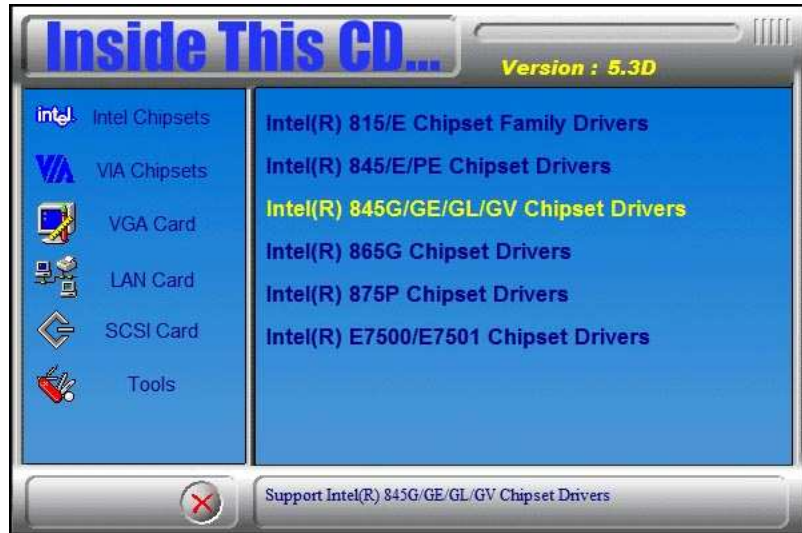 Inside This CD...
Version : 5.3D
intel Intel Chipsets
VIA VIA Chipsets
VGA Card
LAN Card
SCSI Card
Tools
Intel(R) 815/E Chipset Family Drivers
Intel(R) 845/E/PE Chipset Drivers
Intel(R) 845G/GE/GL/GV Chipset Drivers
Intel(R) 865G Chipset Drivers
Intel(R) 875P Chipset Drivers
Intel(R) E7500/E7501 Chipset Drivers
Support Intel(R) 845G/GE/GL/GV Chipset Drivers